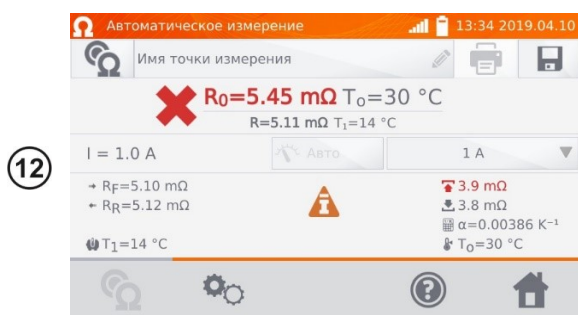 Автоматическое измерение 13:34 2019.04.10
Имя точки измерения
R₀=5.45 mΩ Tₒ=30 °C
R=5.11 mΩ T₁=14 °C
12
I = 1.0 A Авто 1 A
RF=5.10 mΩ
RR=5.12 mΩ
T₁=14 °C
3.9 mΩ
3.8 mΩ
α=0.00386 K⁻¹
Tₒ=30 °C